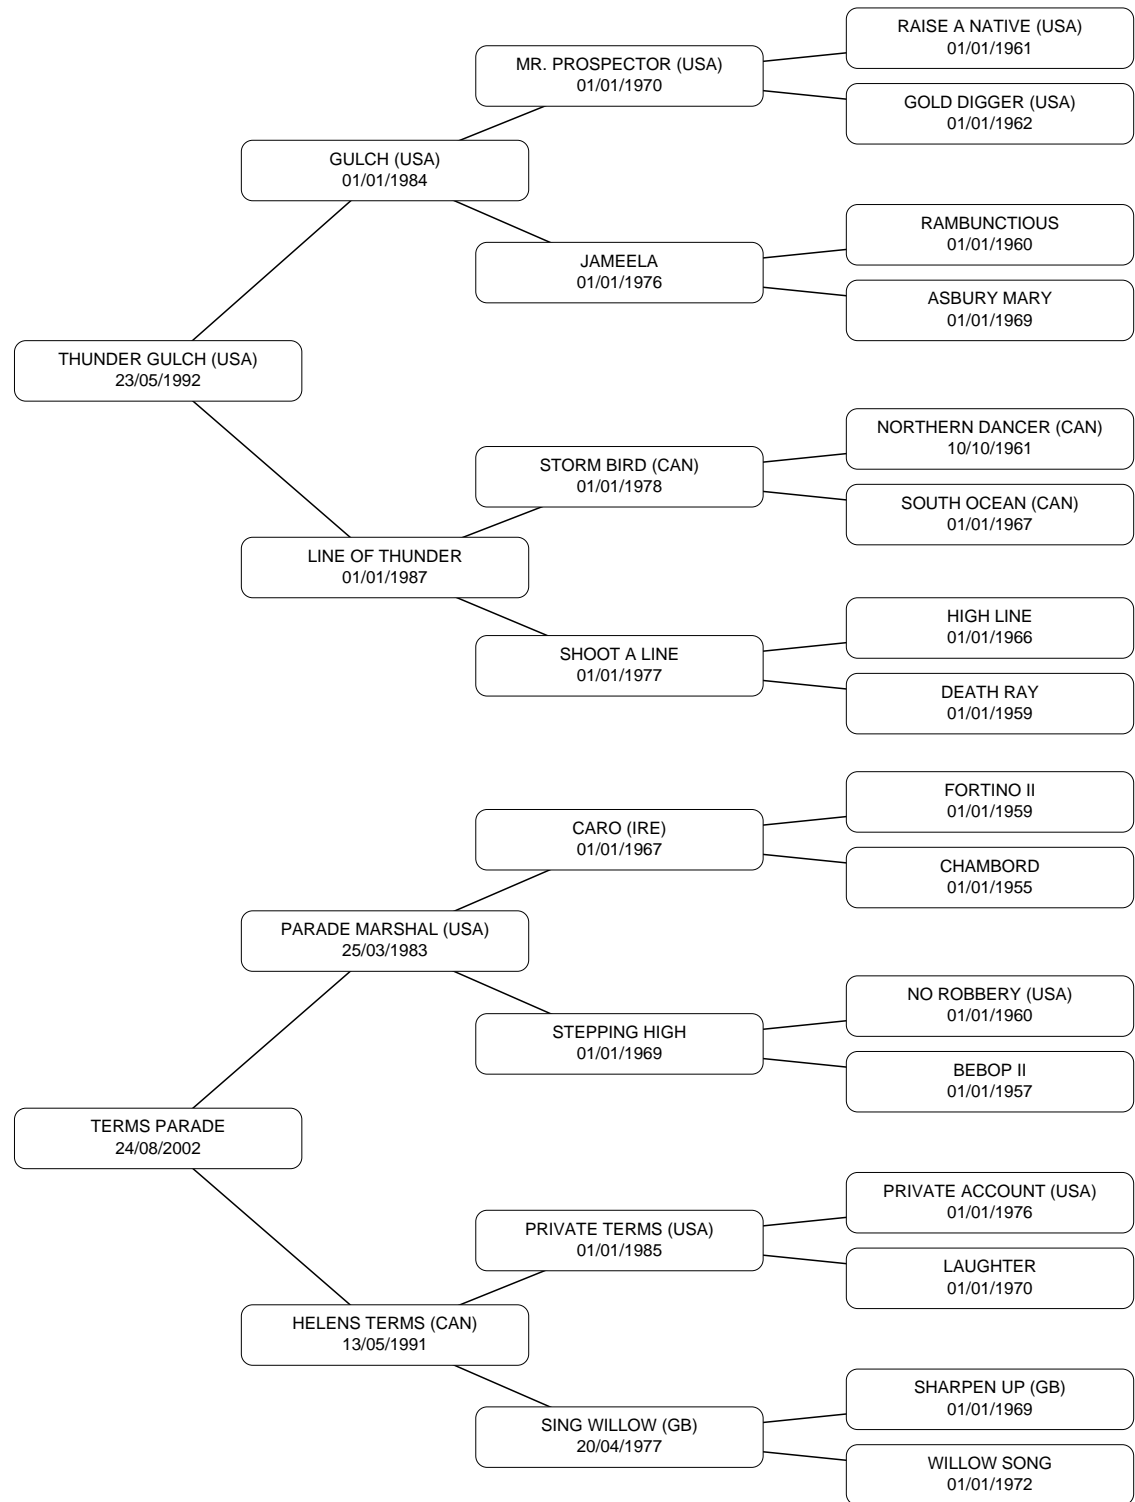 RAISE A NATIVE (USA)
01/01/1961
MR. PROSPECTOR (USA)
01/01/1970
GOLD DIGGER (USA)
01/01/1962
GULCH (USA)
01/01/1984
RAMBUNCTIOUS
01/01/1960
JAMEELA
01/01/1976
ASBURY MARY
01/01/1969
THUNDER GULCH (USA)
23/05/1992
NORTHERN DANCER (CAN)
10/10/1961
STORM BIRD (CAN)
01/01/1978
SOUTH OCEAN (CAN)
01/01/1967
LINE OF THUNDER
01/01/1987
HIGH LINE
01/01/1966
SHOOT A LINE
01/01/1977
DEATH RAY
01/01/1959
FORTINO II
01/01/1959
CARO (IRE)
01/01/1967
CHAMBORD
01/01/1955
PARADE MARSHAL (USA)
25/03/1983
NO ROBBERY (USA)
01/01/1960
STEPPING HIGH
01/01/1969
BEBOP II
01/01/1957
TERMS PARADE
24/08/2002
PRIVATE ACCOUNT (USA)
01/01/1976
PRIVATE TERMS (USA)
01/01/1985
LAUGHTER
01/01/1970
HELENS TERMS (CAN)
13/05/1991
SHARPEN UP (GB)
01/01/1969
SING WILLOW (GB)
20/04/1977
WILLOW SONG
01/01/1972